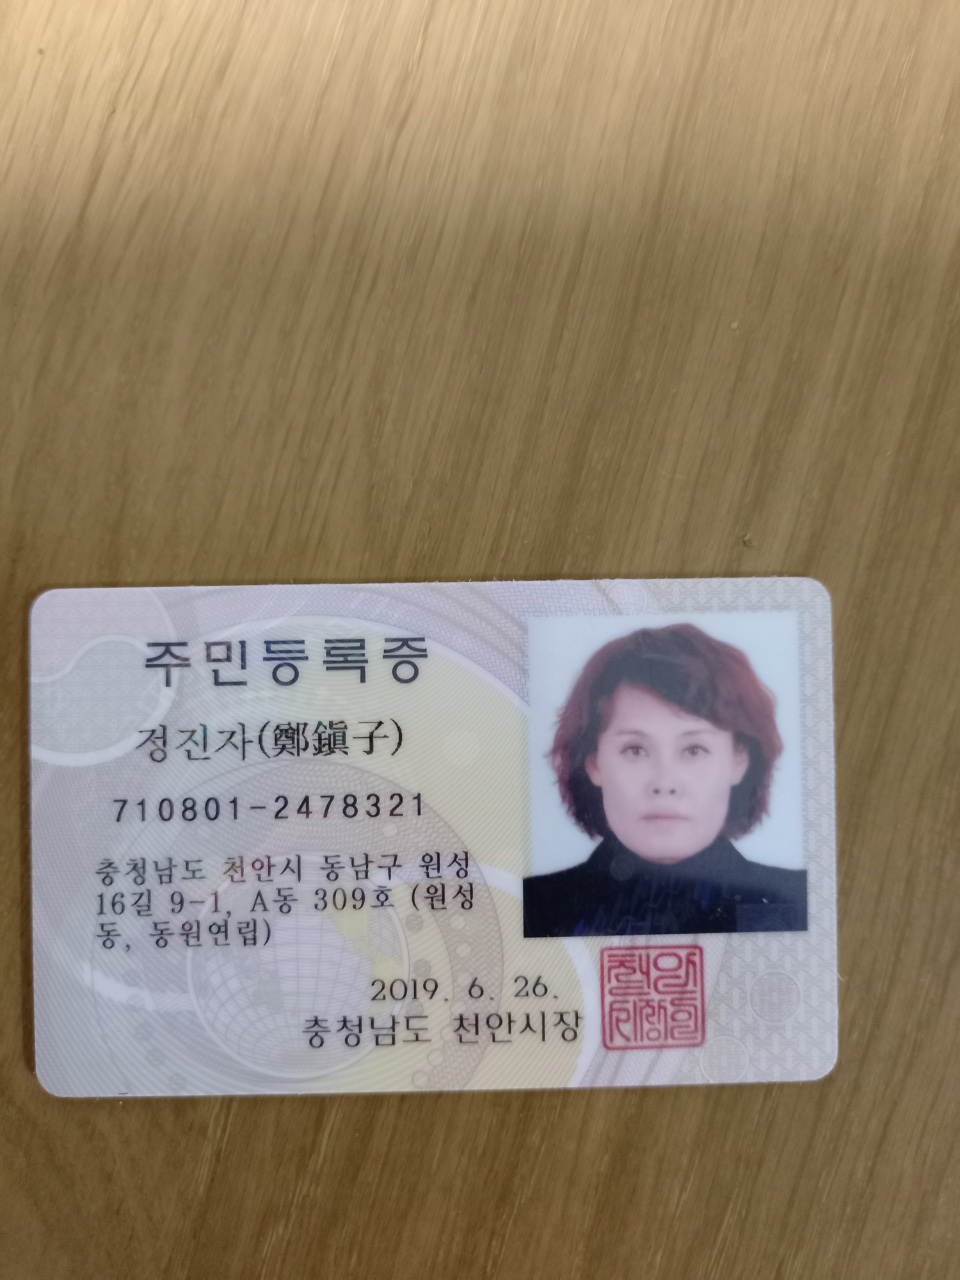 주민등록증
정진자(鄭鎭子)
710801-2478321
충청남도 천안시 동남구 원성
16길 9-1, A동 309호 (원성
동, 동원연립)
2019. 6. 26.
충청남도 천안시장